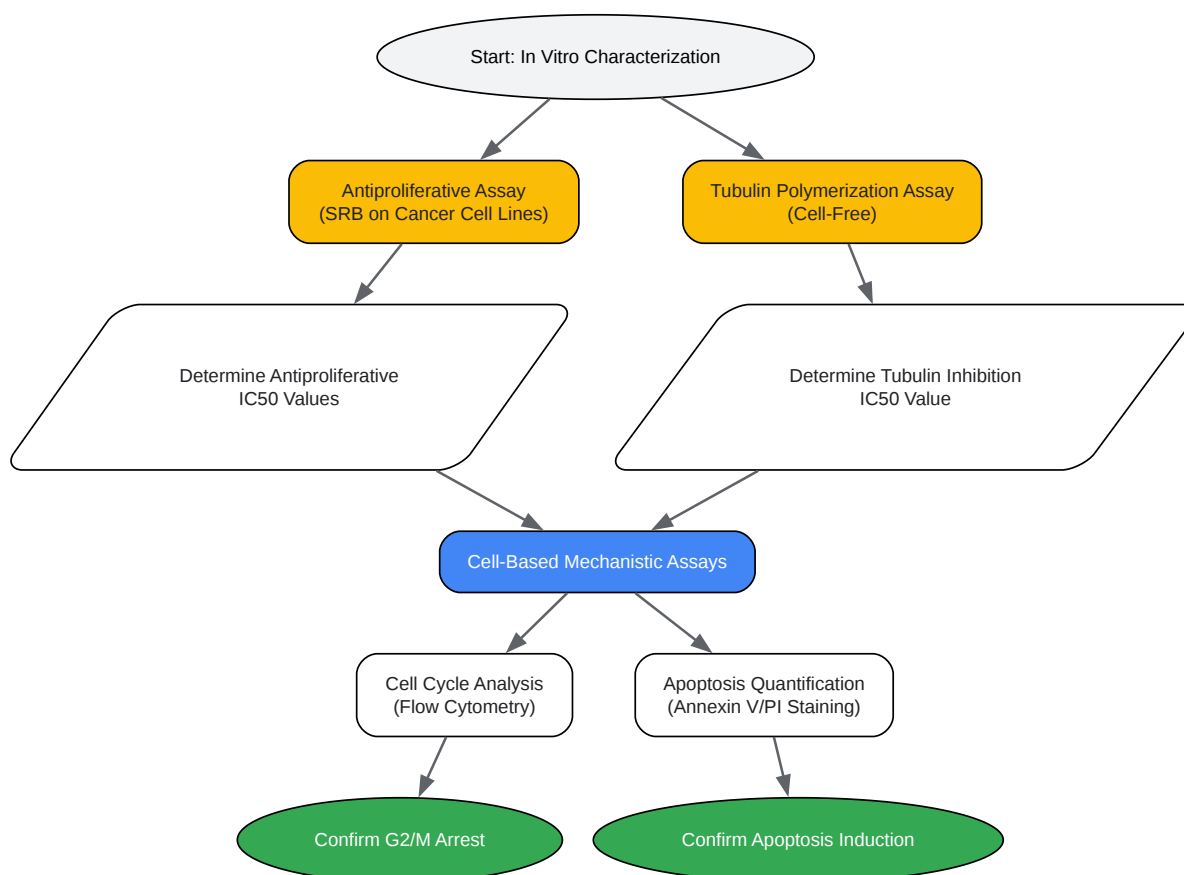 Start: In Vitro Characterization
Antiproliferative Assay
(SRB on Cancer Cell Lines)
Tubulin Polymerization Assay
(Cell-Free)
Determine Antiproliferative
IC50 Values
Determine Tubulin Inhibition
IC50 Value
Cell-Based Mechanistic Assays
Cell Cycle Analysis
(Flow Cytometry)
Apoptosis Quantification
(Annexin V/PI Staining)
Confirm G2/M Arrest
Confirm Apoptosis Induction